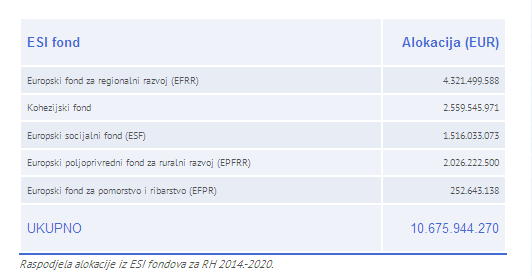 ESI fond Alokacija (EUR)
Europski fond za regionalni razvoj (EFRR) 4.321.499.588
Kohezijski fond 2.559.545.971
Europski socijalni fond (ESF) 1.516.033.073
Europski poljoprivredni fond za ruralni razvoj (EPFRR) 2.026.222.500
Europski fond za pomorstvo i ribarstvo (EFPR) 252.643.138
UKUPNO 10.675.944.270
Raspodjela alokacije iz ESI fondova za RH 2014.-2020.